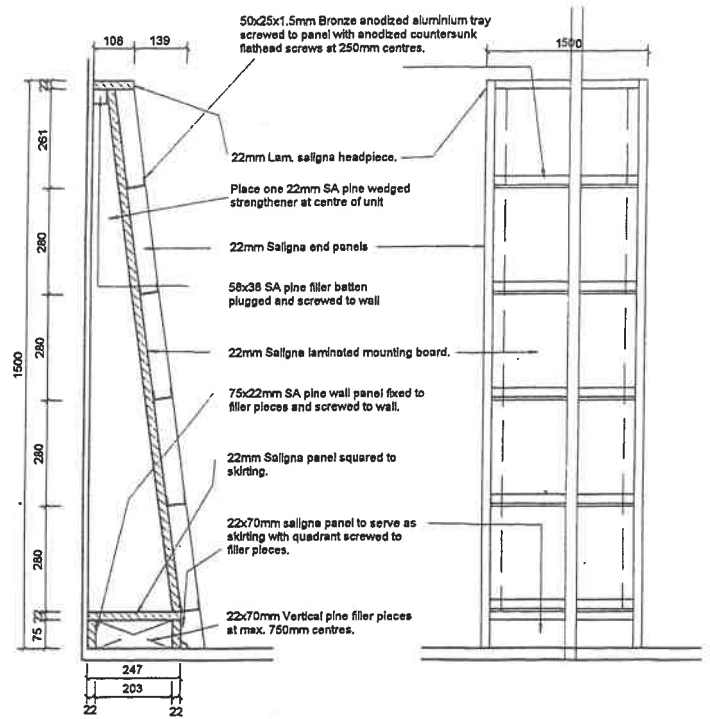 50x25x1.5mm Bronze anodized aluminium tray
screwed to panel with anodized countersunk
flathead screws at 250mm centres.
108
139
1500
22
261
280
280
280
280
22
75
1500
22mm Lam. saligna headpiece.
Place one 22mm SA pine wedged
strengthener at centre of unit
22mm Saligna end panels
58x38 SA pine filler batten
plugged and screwed to wall
22mm Saligna laminated mounting board.
75x22mm SA pine wall panel fixed to
filler pieces and screwed to wall.
22mm Saligna panel squared to
skirting.
22x70mm saligna panel to serve as
skirting with quadrant screwed to
filler pieces.
22x70mm Vertical pine filler pieces
at max. 750mm centres.
247
203
22
22